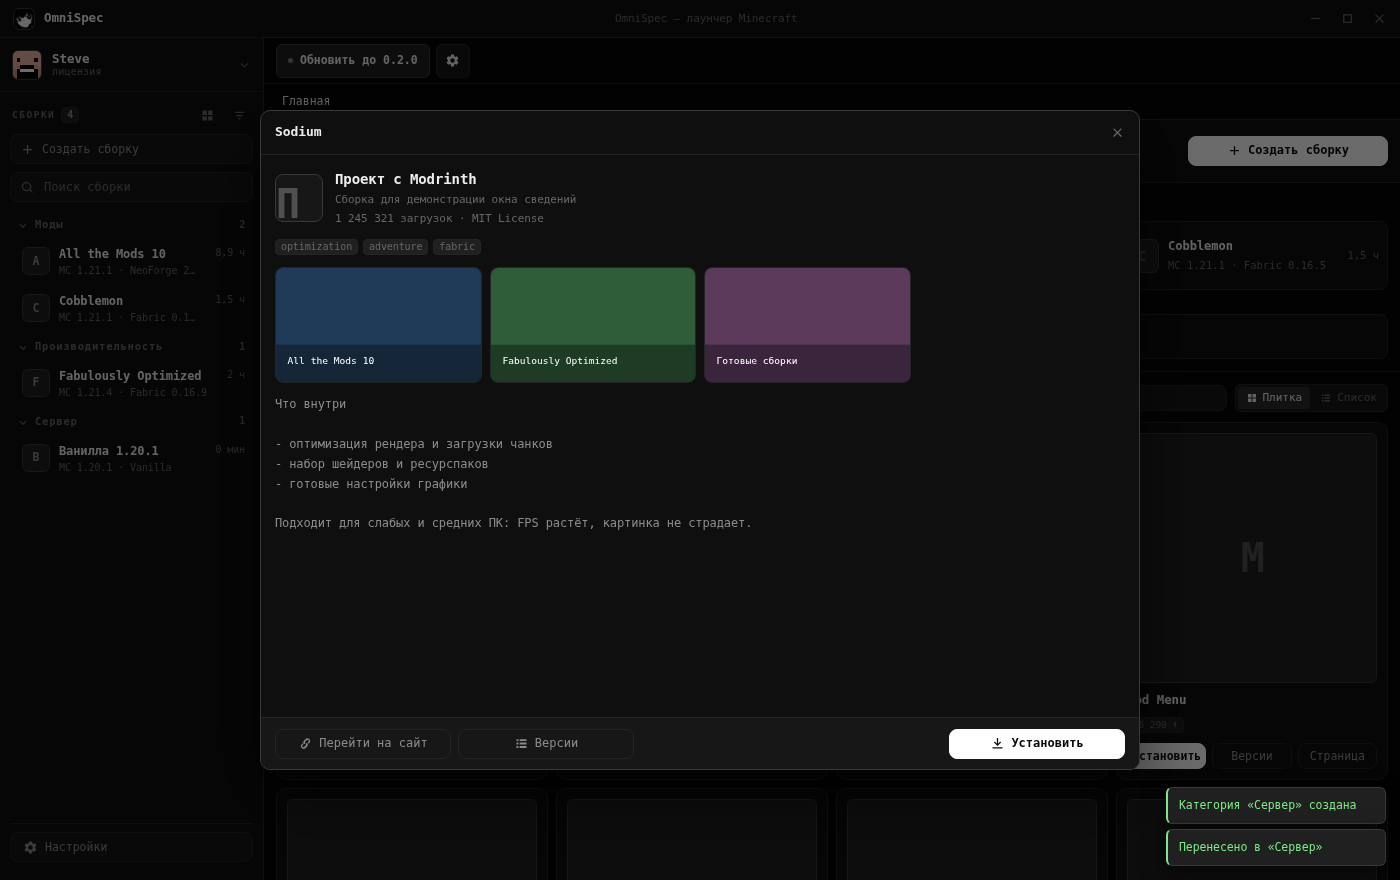 OmniSpec
OmniSpec — лаунчер Minecraft
Steve
лицензия
Обновить до 0.2.0
Главная
СБОРКИ 4
Создать сборку
Поиск сборки
Моды 2
A
All the Mods 10
8,9 ч
MC 1.21.1 · NeoForge 2…
C
Cobblemon
1,5 ч
MC 1.21.1 · Fabric 0.1…
Производительность 1
F
Fabulously Optimized
2 ч
MC 1.21.4 · Fabric 0.16.9
Сервер 1
В
Ванилла 1.20.1
0 мин
MC 1.20.1 · Vanilla
Настройки
Sodium
П
Проект с Modrinth
Сборка для демонстрации окна сведений
1 245 321 загрузок · MIT License
optimization
adventure
fabric
All the Mods 10
Fabulously Optimized
Готовые сборки
Что внутри
- оптимизация рендера и загрузки чанков
- набор шейдеров и ресурспаков
- готовые настройки графики
Подходит для слабых и средних ПК: FPS растёт, картинка не страдает.
Перейти на сайт
Версии
Установить
Создать сборку
C
Cobblemon
MC 1.21.1 · Fabric 0.16.5
1,5 ч
Плитка
Список
M
od Menu
298
становить
Версии
Страница
Категория «Сервер» создана
Перенесено в «Сервер»